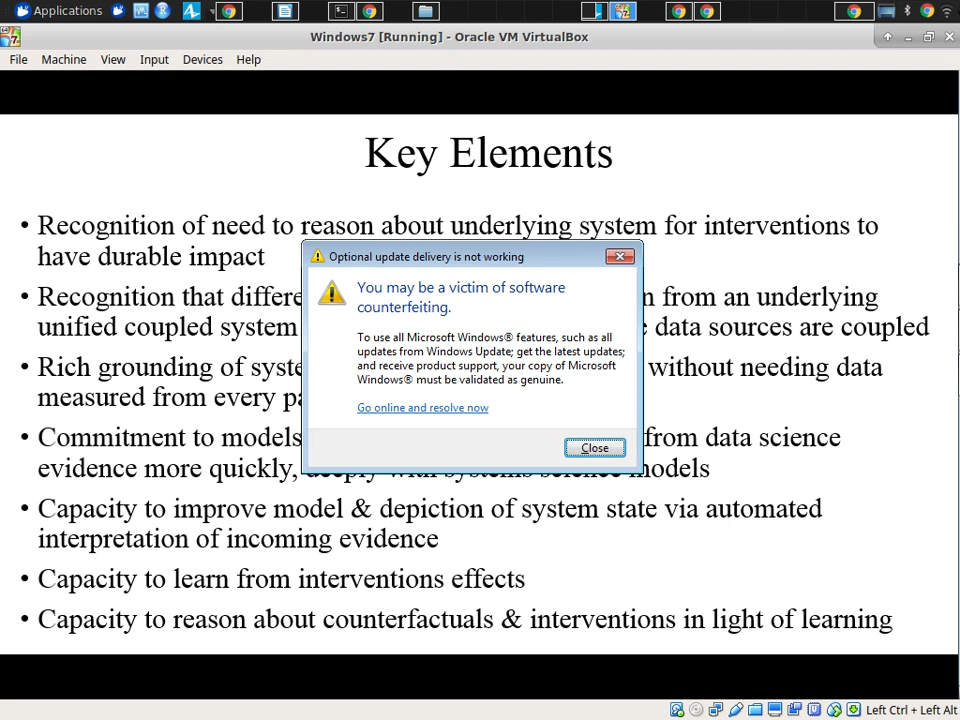 Applications
Windows7 [Running] - Oracle VM VirtualBox
File Machine View Input Devices Help
Key Elements
• Recognition of need to reason about underlying system for interventions to
have durable impact
• Recognition that differe
n from an underlying
unified coupled system
e data sources are coupled
• Rich grounding of syste
without needing data
measured from every pa
• Commitment to models
from data science
evidence more quickly, deeply with systems science models
• Capacity to improve model & depiction of system state via automated
interpretation of incoming evidence
• Capacity to learn from interventions effects
• Capacity to reason about counterfactuals & interventions in light of learning
Optional update delivery is not working
You may be a victim of software
counterfeiting.
To use all Microsoft Windows® features, such as all
updates from Windows Update; get the latest updates;
and receive product support, your copy of Microsoft
Windows® must be validated as genuine.
Go online and resolve now
Close
Left Ctrl + Left Alt